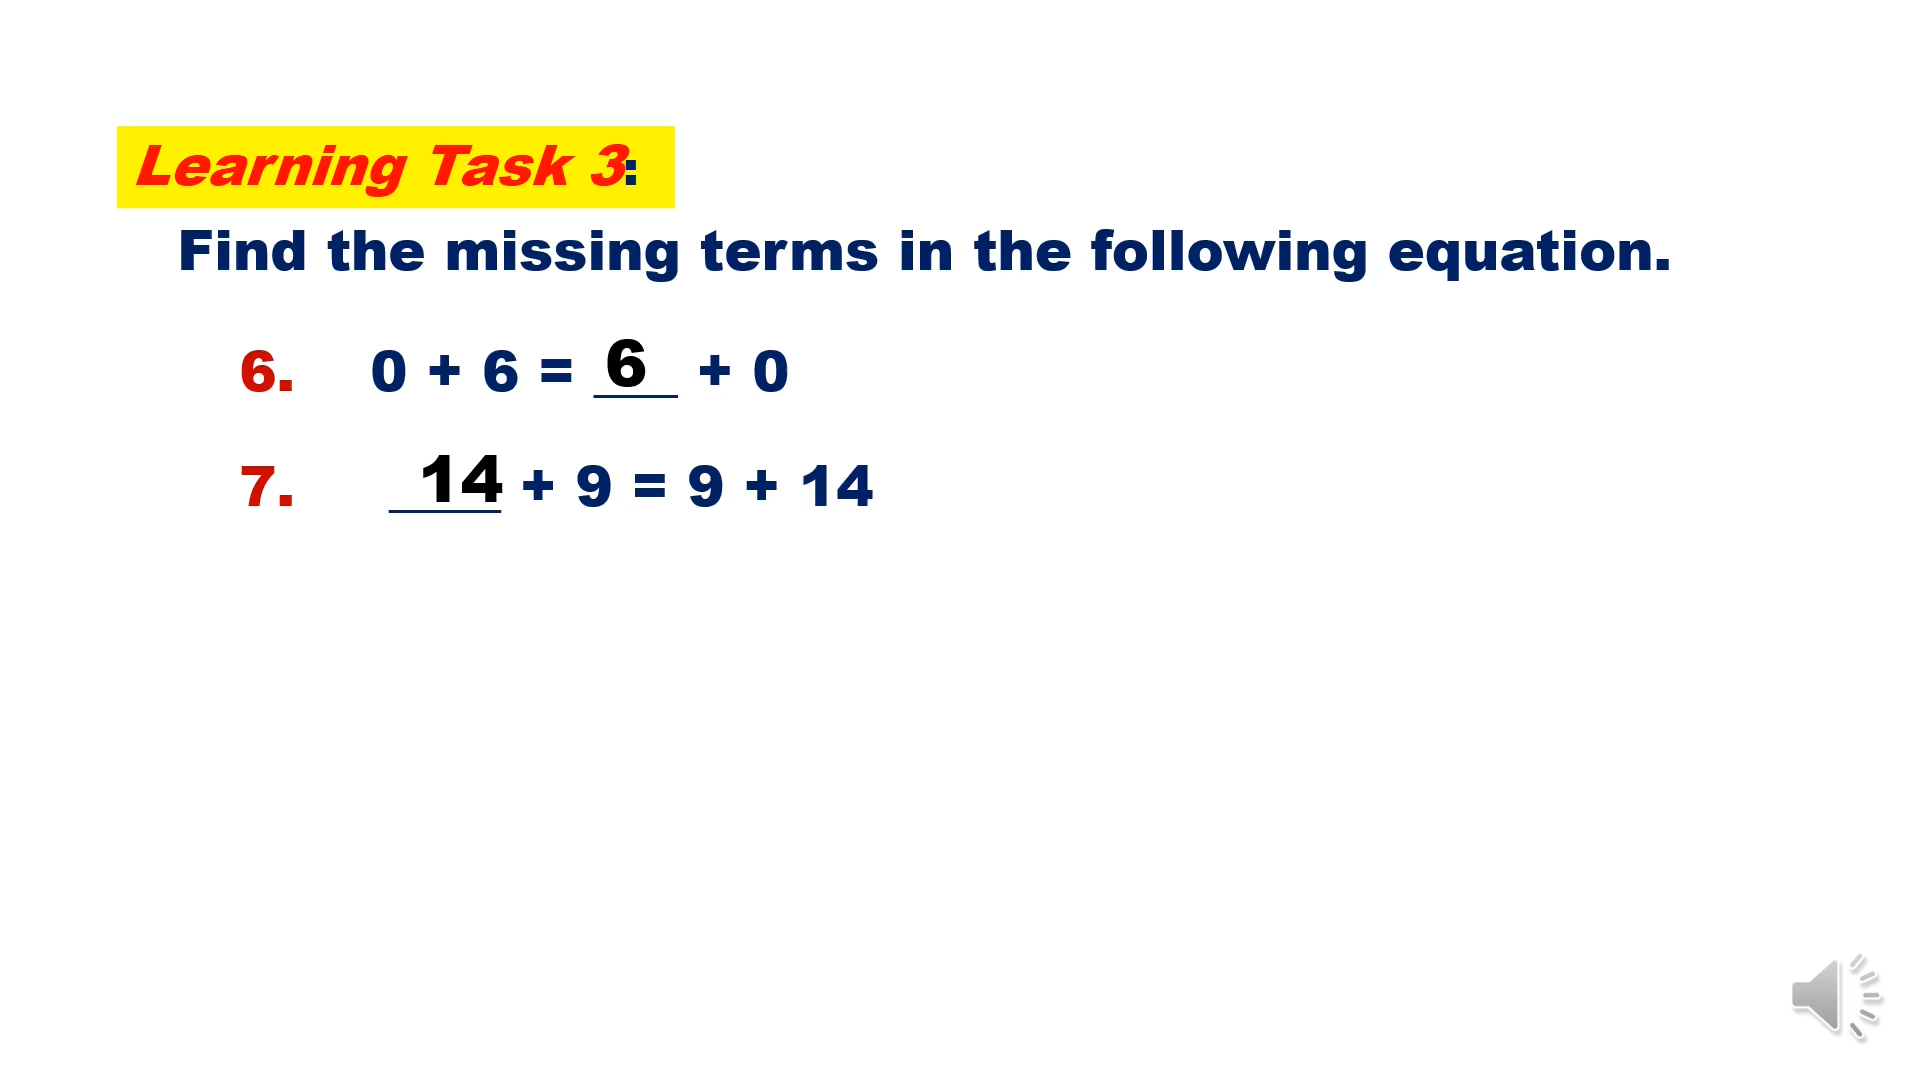 Learning Task 3:
Find the missing terms in the following equation.
6. 0 + 6 = 6 + 0
7. 14 + 9 = 9 + 14